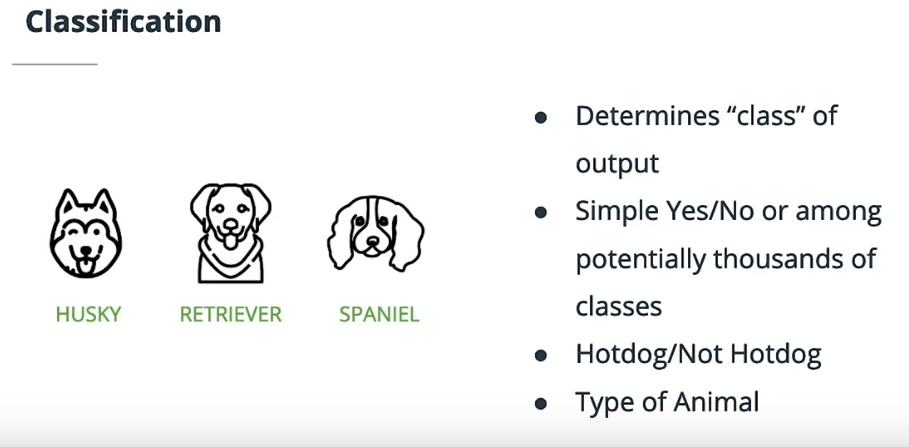 Classification
HUSKY
RETRIEVER
SPANIEL
● Determines “class” of
output
● Simple Yes/No or among
potentially thousands of
classes
● Hotdog/Not Hotdog
● Type of Animal